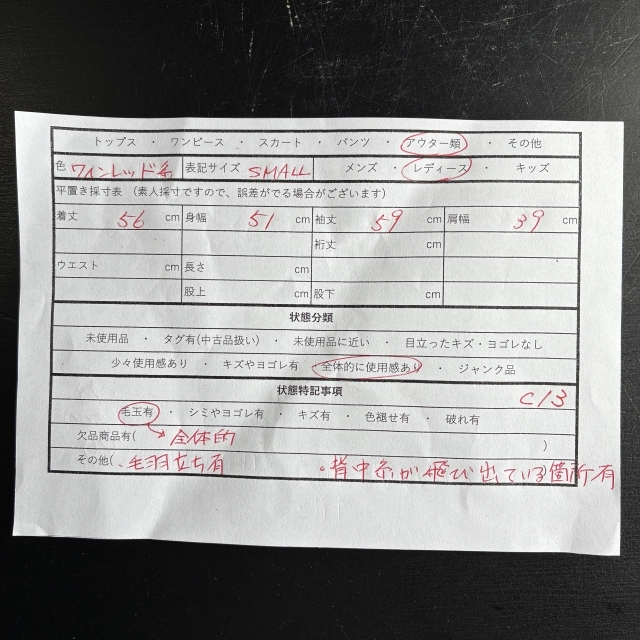 トップス ・ ワンピース ・ スカート ・ パンツ ・ アウター類 ・ その他
色 ワインレッド系 表記サイズ SMALL メンズ ・ レディース ・ キッズ
平置き採寸表 (素人採寸ですので、誤差がでる場合がございます)
着丈 56 cm 身幅 51 cm 袖丈 59 cm 肩幅 39 cm
裄丈 cm
ウエスト cm 長さ cm
股上 cm 股下 cm
状態分類
未使用品 ・ タグ有(中古品扱い) ・ 未使用品に近い ・ 目立ったキズ・ヨゴレなし
少々使用感あり ・ キズやヨゴレ有 ・ 全体的に使用感あり ・ ジャンク品
状態特記事項 C13
毛玉有 ・ シミやヨゴレ有 ・ キズ有 ・ 色褪せ有 ・ 破れ有
欠品商品有( 全体的 )
その他( ・毛羽立ち有 ・背中糸が飛び出ている箇所有